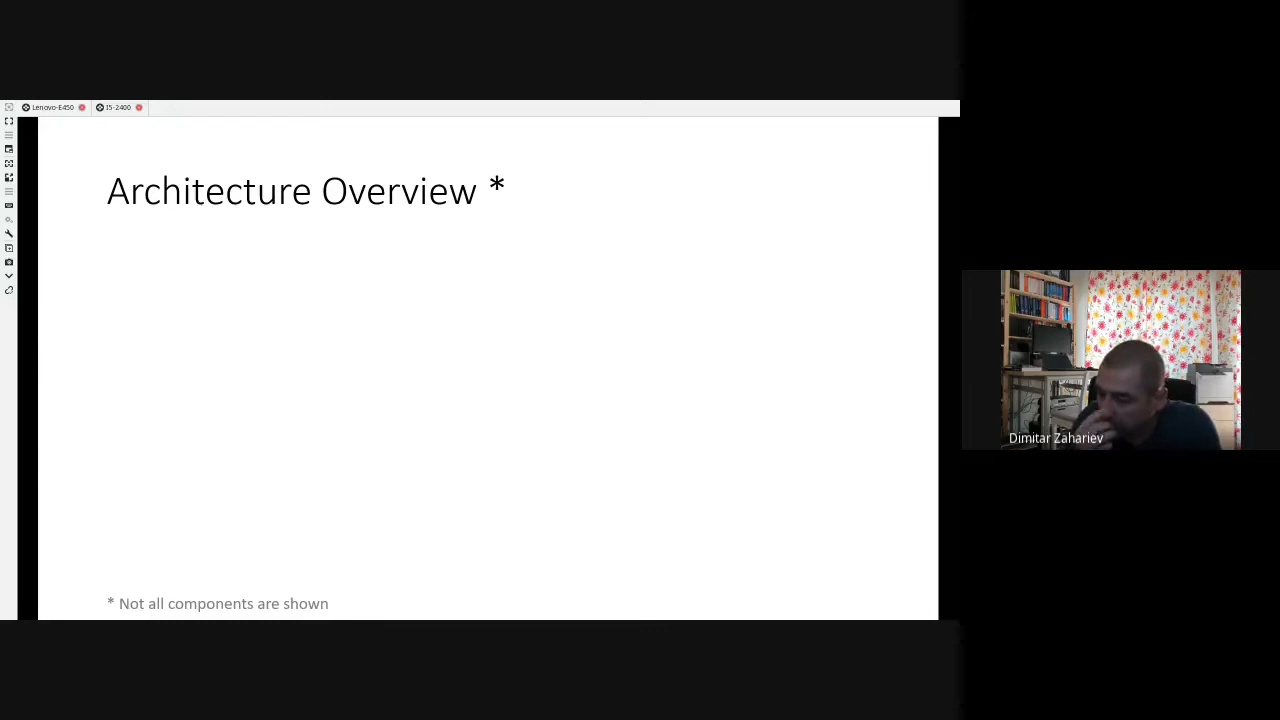 Lenovo-E450
I5-2400
Architecture Overview *
* Not all components are shown
Dimitar Zahariev